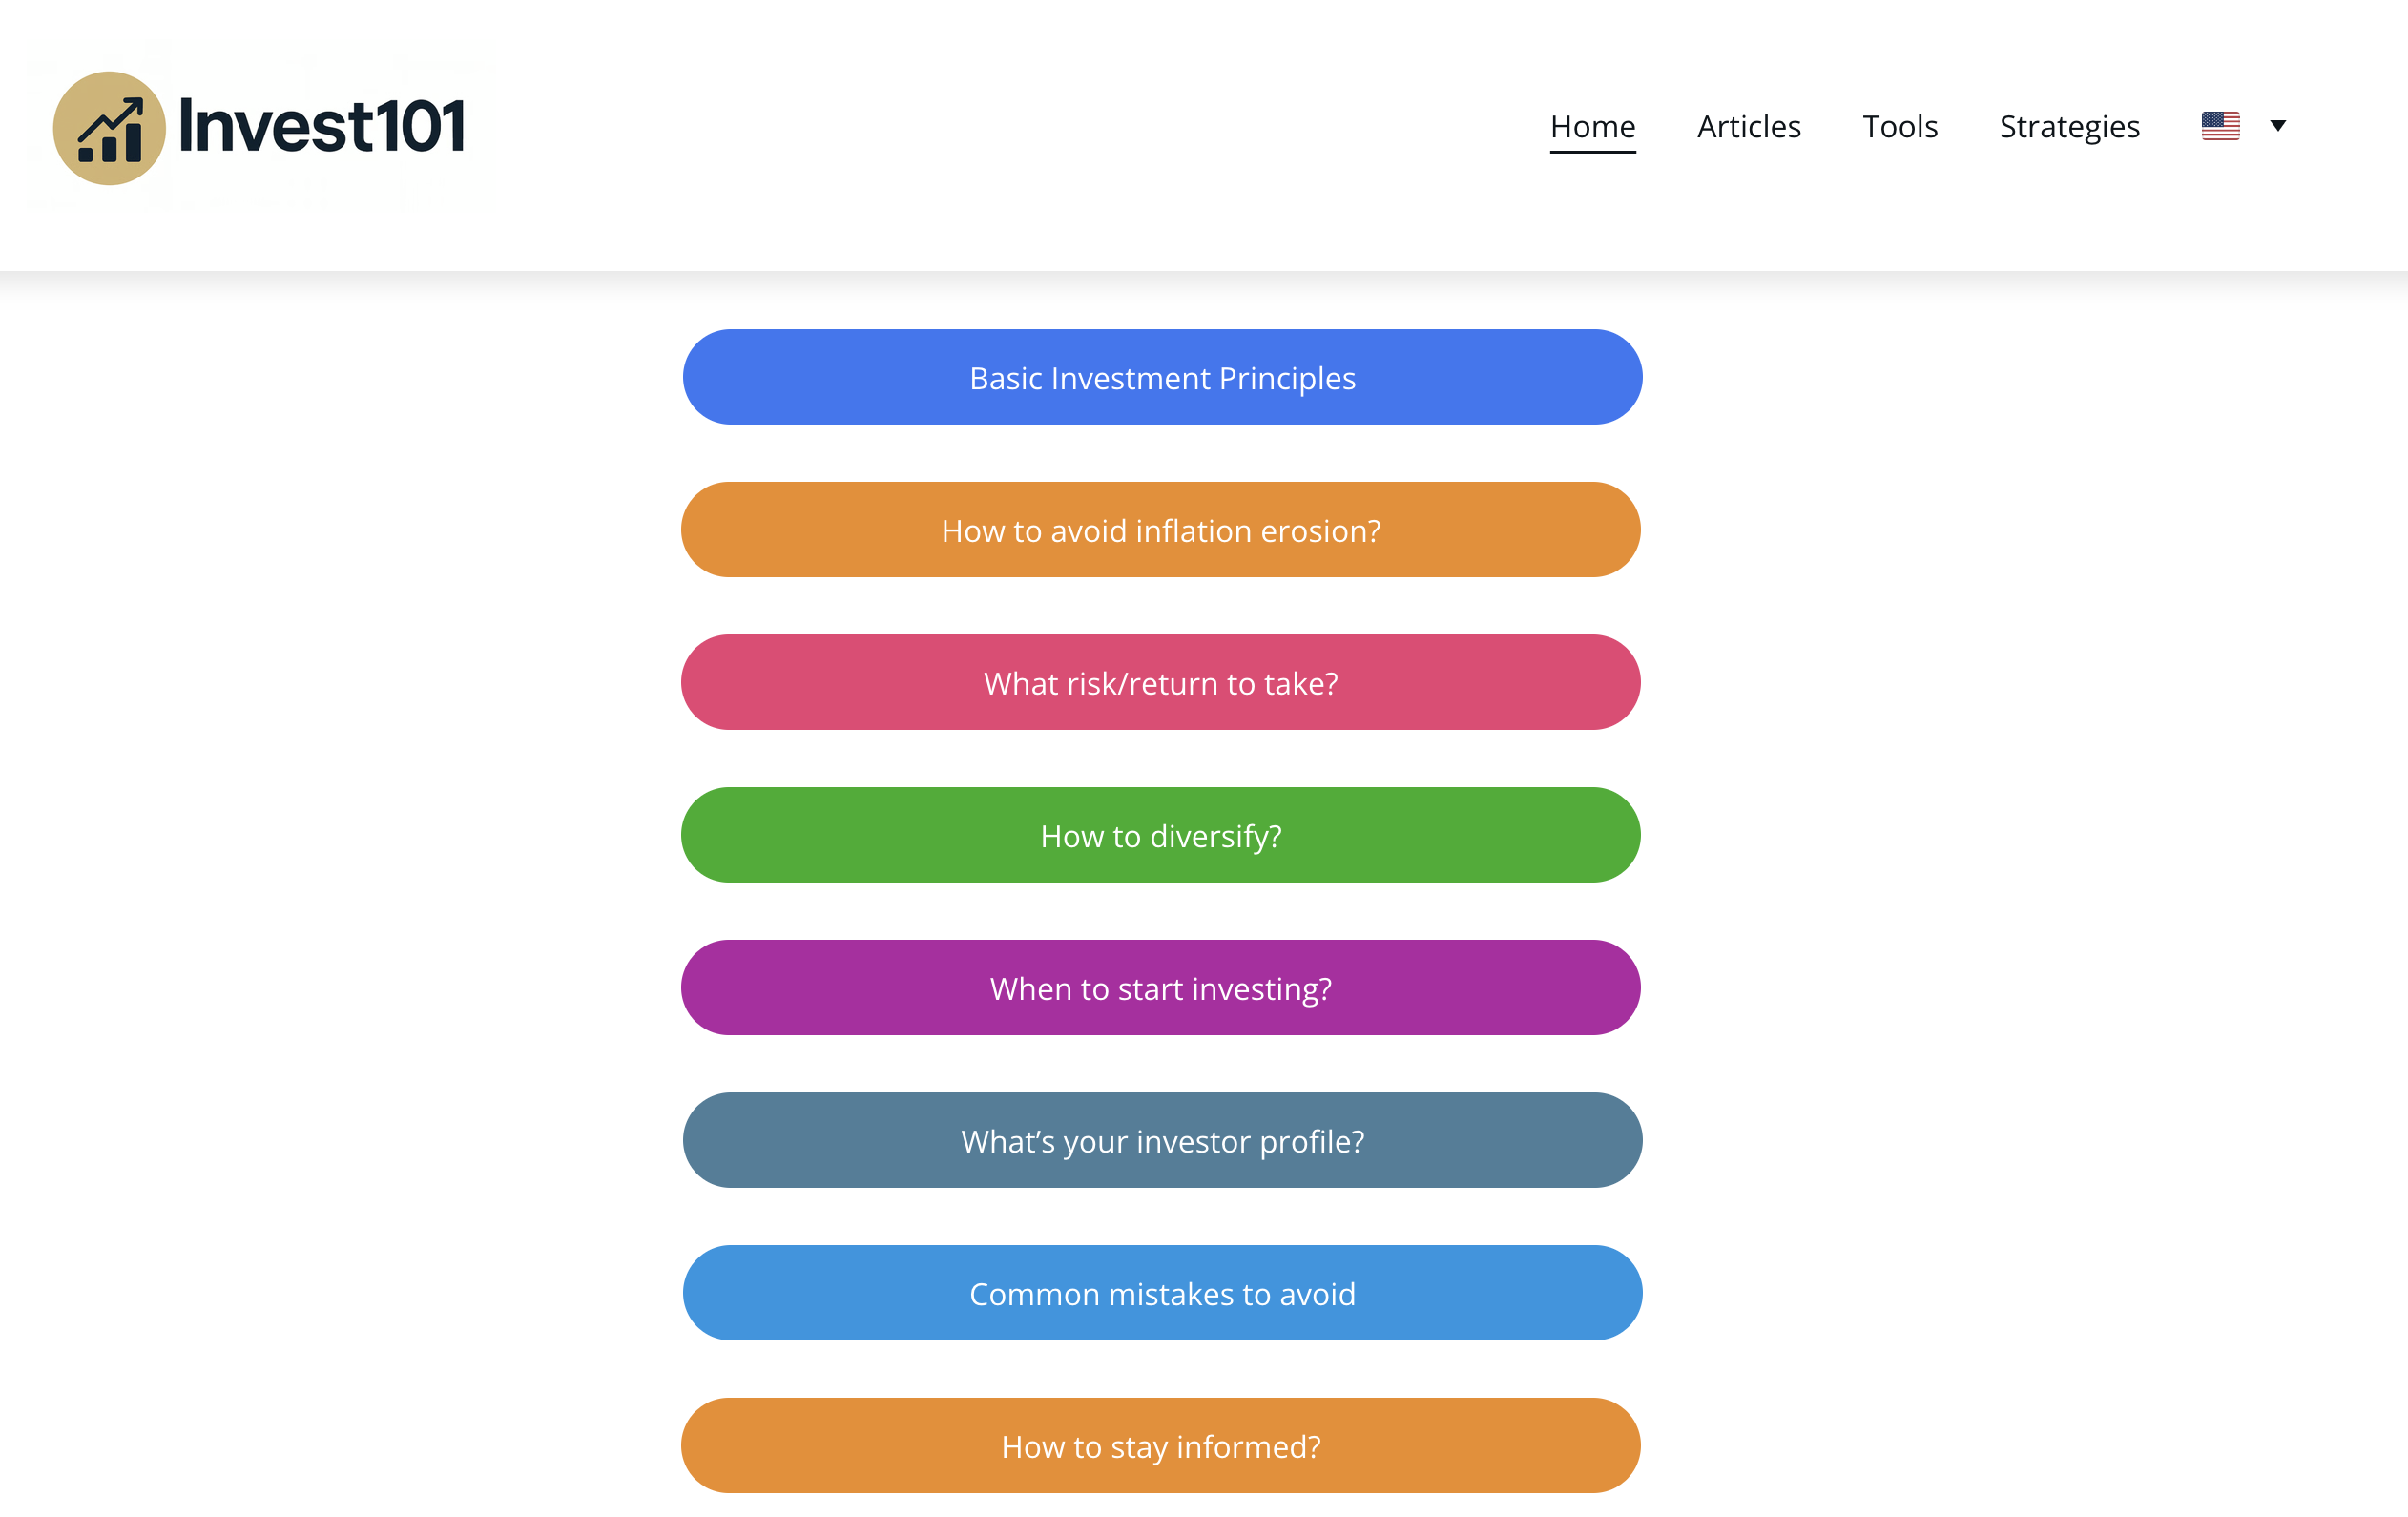 Invest101
Home Articles Tools Strategies
Basic Investment Principles
How to avoid inflation erosion?
What risk/return to take?
How to diversify?
When to start investing?
What’s your investor profile?
Common mistakes to avoid
How to stay informed?